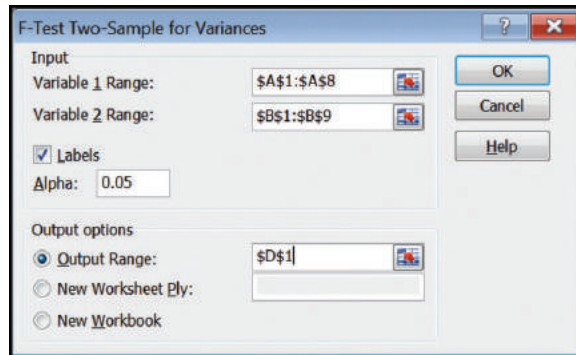 F-Test Two-Sample for Variances
Input
Variable 1 Range: $A$1:$A$8
Variable 2 Range: $B$1:$B$9
Labels
Alpha: 0.05
OK
Cancel
Help
Output options
Output Range: $D$1
New Worksheet Ply:
New Workbook